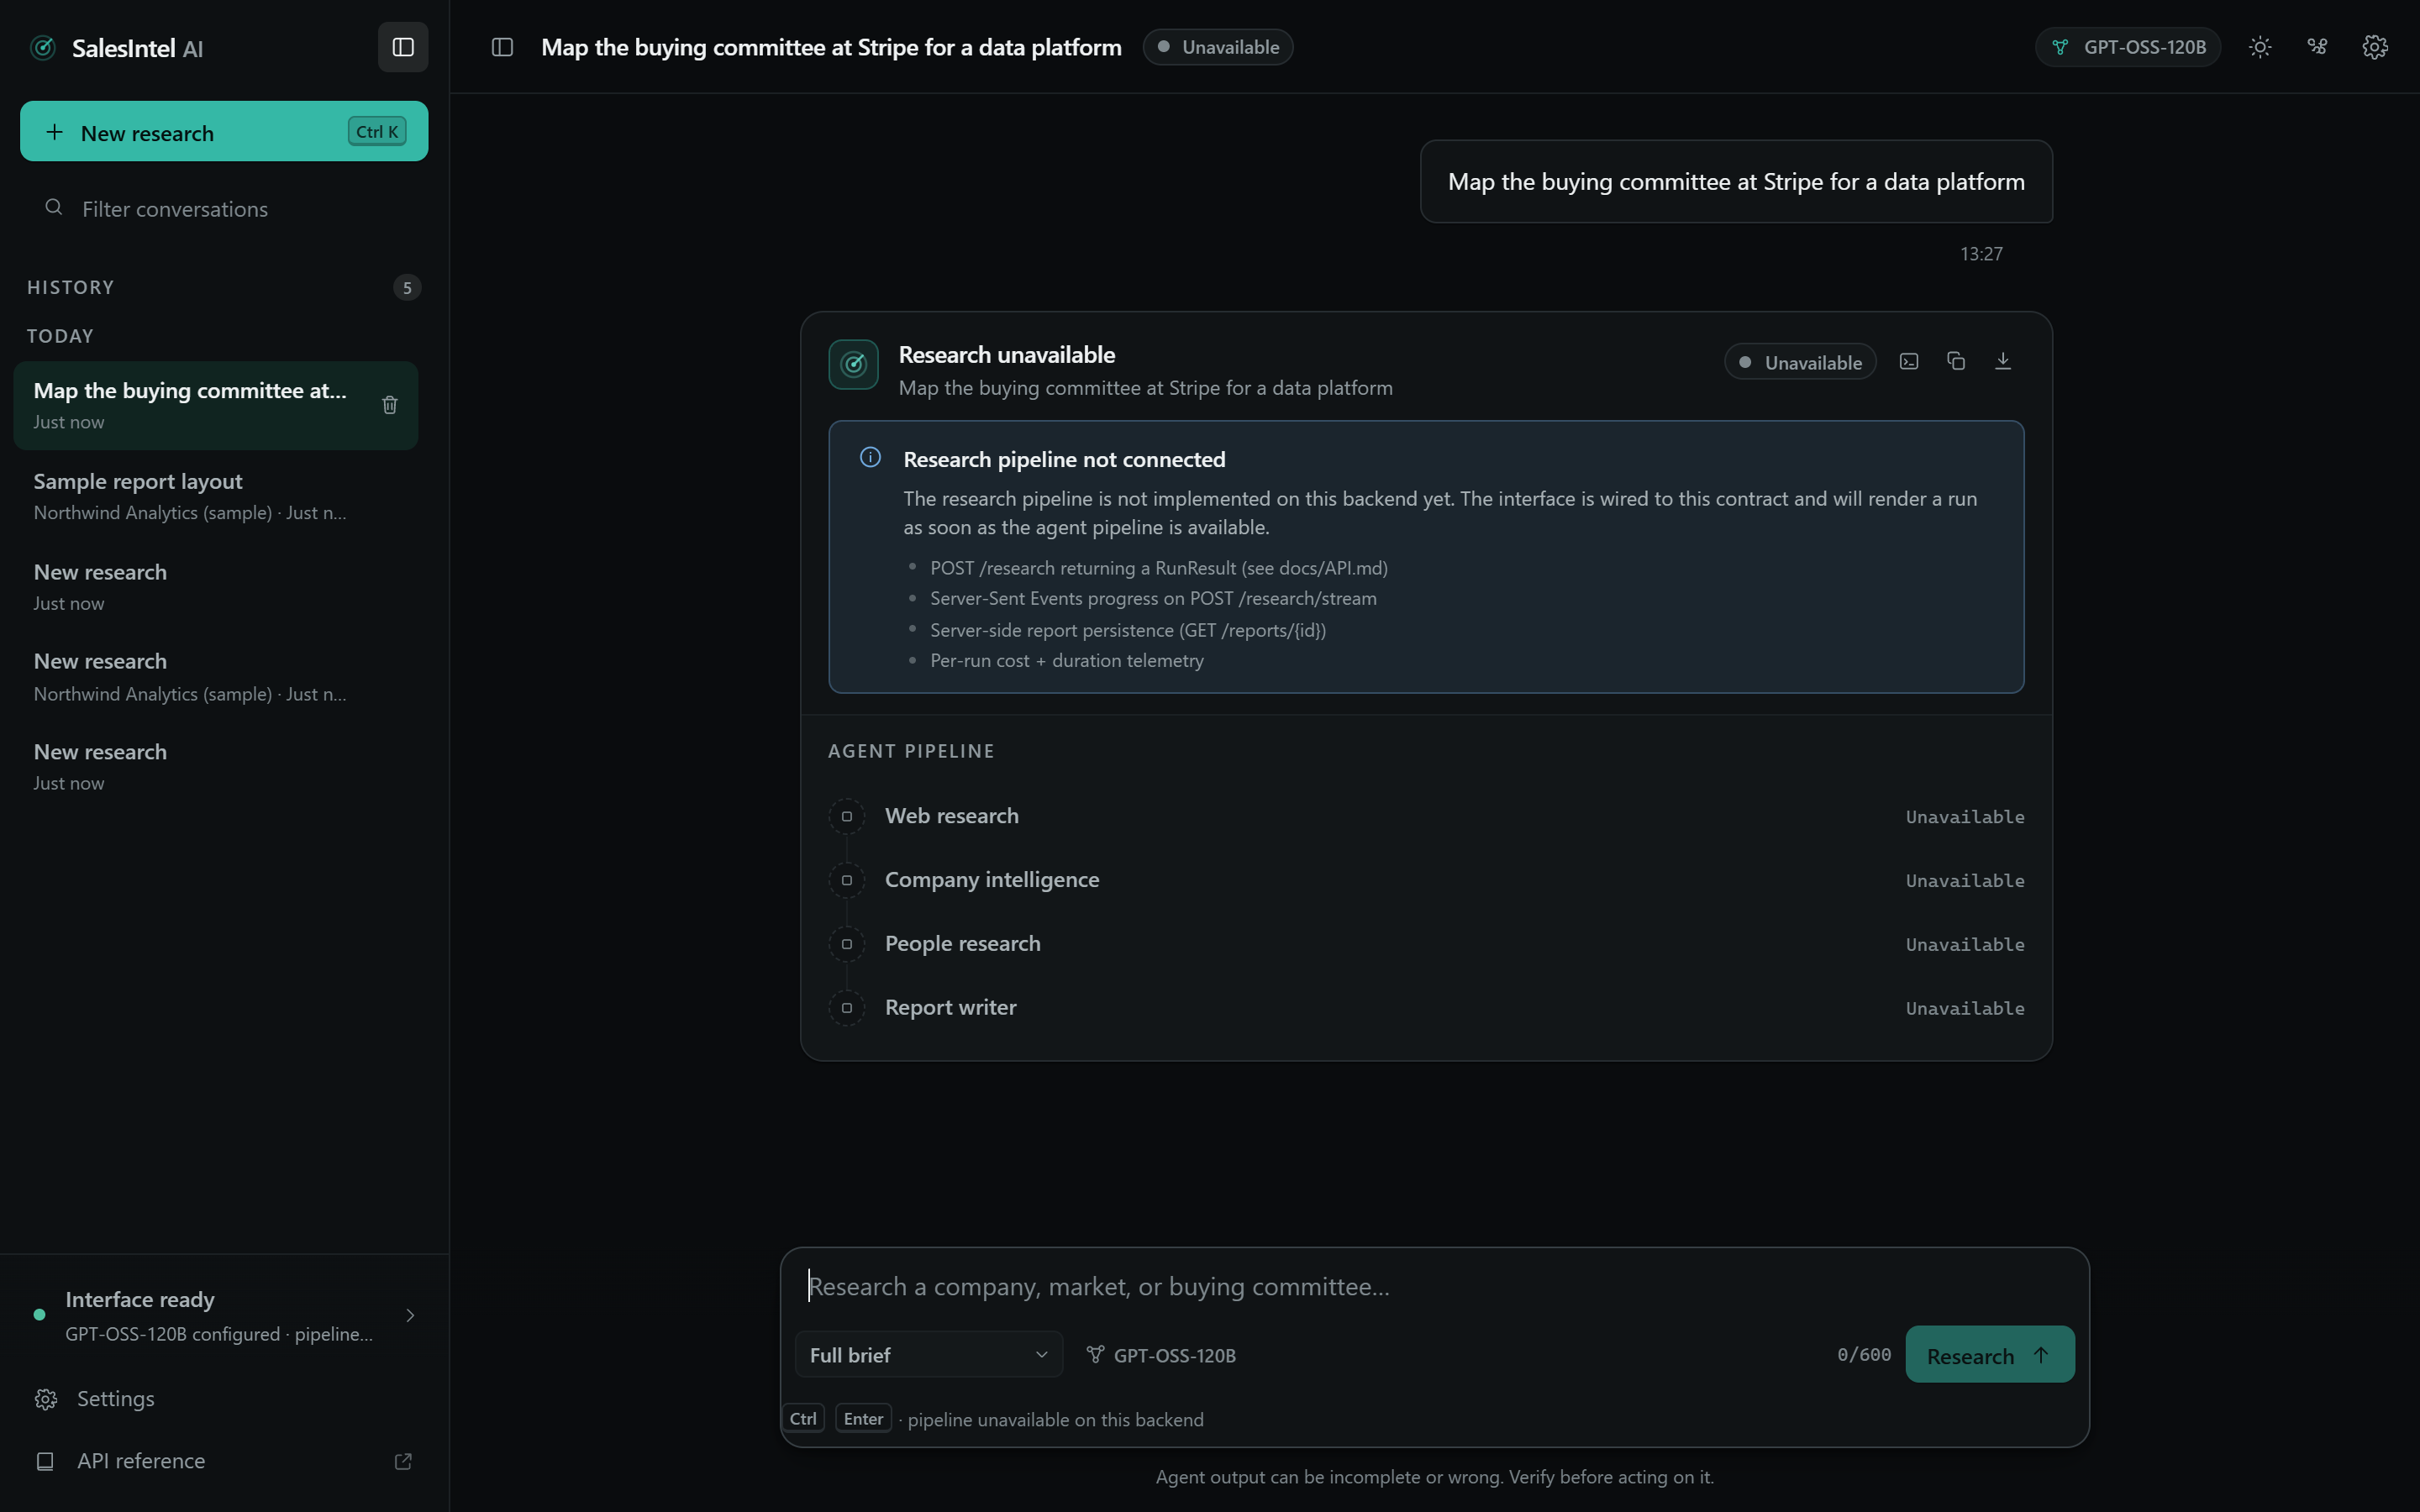 SalesIntel AI
New research
Ctrl K
Filter conversations
HISTORY
5
TODAY
Map the buying committee at...
Just now
Sample report layout
Northwind Analytics (sample) · Just n...
New research
Just now
New research
Northwind Analytics (sample) · Just n...
New research
Just now
Interface ready
GPT-OSS-120B configured · pipeline...
Settings
API reference
Map the buying committee at Stripe for a data platform
Unavailable
GPT-OSS-120B
Map the buying committee at Stripe for a data platform
13:27
Research unavailable
Map the buying committee at Stripe for a data platform
Unavailable
Research pipeline not connected
The research pipeline is not implemented on this backend yet. The interface is wired to this contract and will render a run
as soon as the agent pipeline is available.
POST /research returning a RunResult (see docs/API.md)
Server-Sent Events progress on POST /research/stream
Server-side report persistence (GET /reports/{id})
Per-run cost + duration telemetry
AGENT PIPELINE
Web research
Unavailable
Company intelligence
Unavailable
People research
Unavailable
Report writer
Unavailable
Research a company, market, or buying committee...
Full brief
GPT-OSS-120B
0/600
Research
Ctrl Enter · pipeline unavailable on this backend
Agent output can be incomplete or wrong. Verify before acting on it.